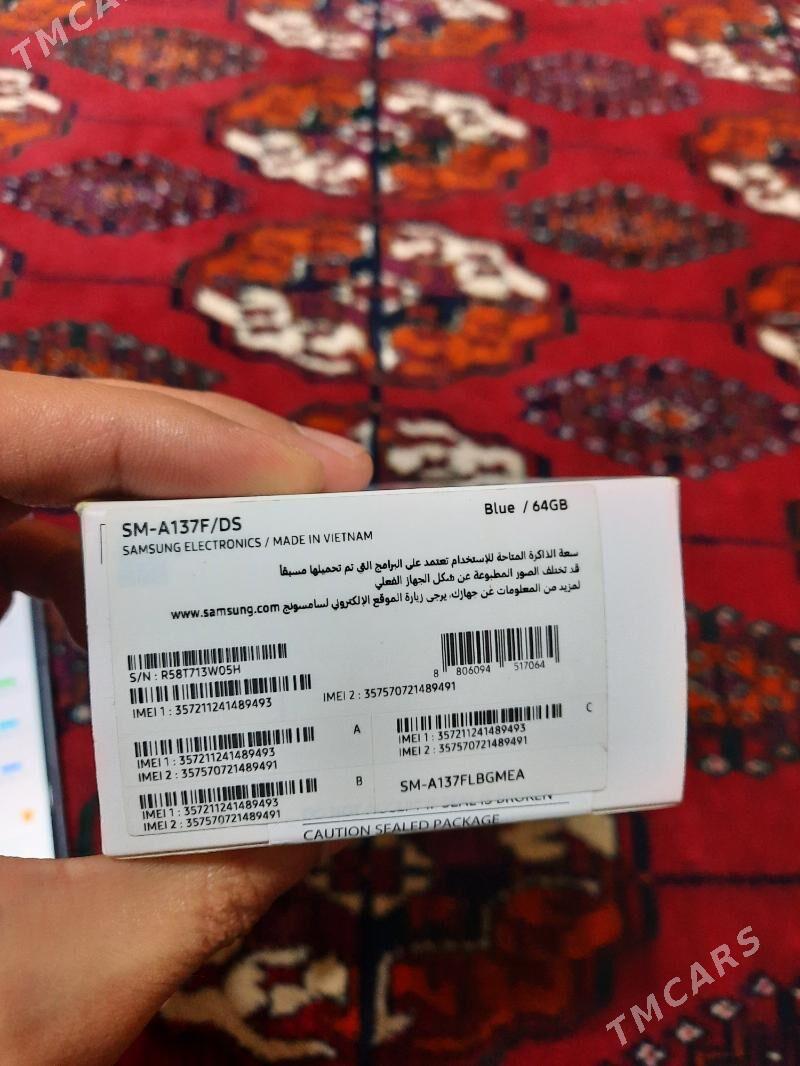 TMCARS
SM-A137F/DS
Blue / 64GB
SAMSUNG ELECTRONICS / MADE IN VIETNAM
سعة الذاكرة المتاحة للإستخدام تعتمد على البرامج التي تم تحميلها مسبقاً
قد تختلف الصور المطبوعة عن شكل الجهاز الفعلي
لمزيد من المعلومات عن جهازك، يرجى زيارة الموقع الإلكتروني لسامسونج www.samsung.com
S/N : R58T713W05H
8 806094 517064
IMEI 1 : 357211241489493
IMEI 2 : 357570721489491
A
IMEI 1 : 357211241489493
IMEI 2 : 357570721489491
C
IMEI 1 : 357211241489493
IMEI 2 : 357570721489491
B
IMEI 1 : 357211241489493
IMEI 2 : 357570721489491
SM-A137FLBGMEA
SEAL IS BROKEN
CAUTION SEALED PACKAGE
TMCARS